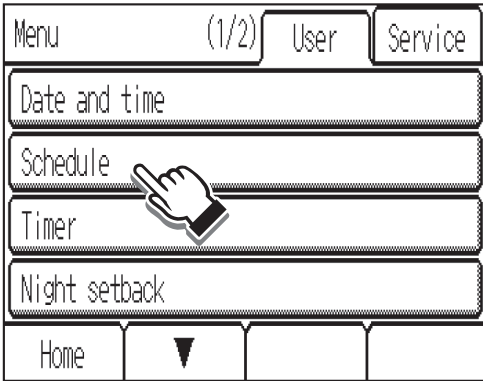 Menu (1/2) User Service
Date and time
Schedule
Timer
Night setback
Home ▼